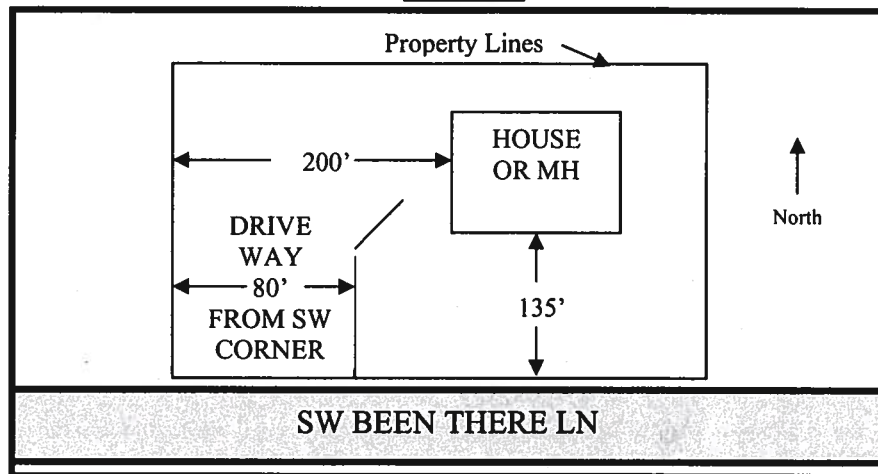 Property Lines
HOUSE
OR MH
200’
North
DRIVE
WAY
80’
FROM SW
CORNER
135’
SW BEEN THERE LN